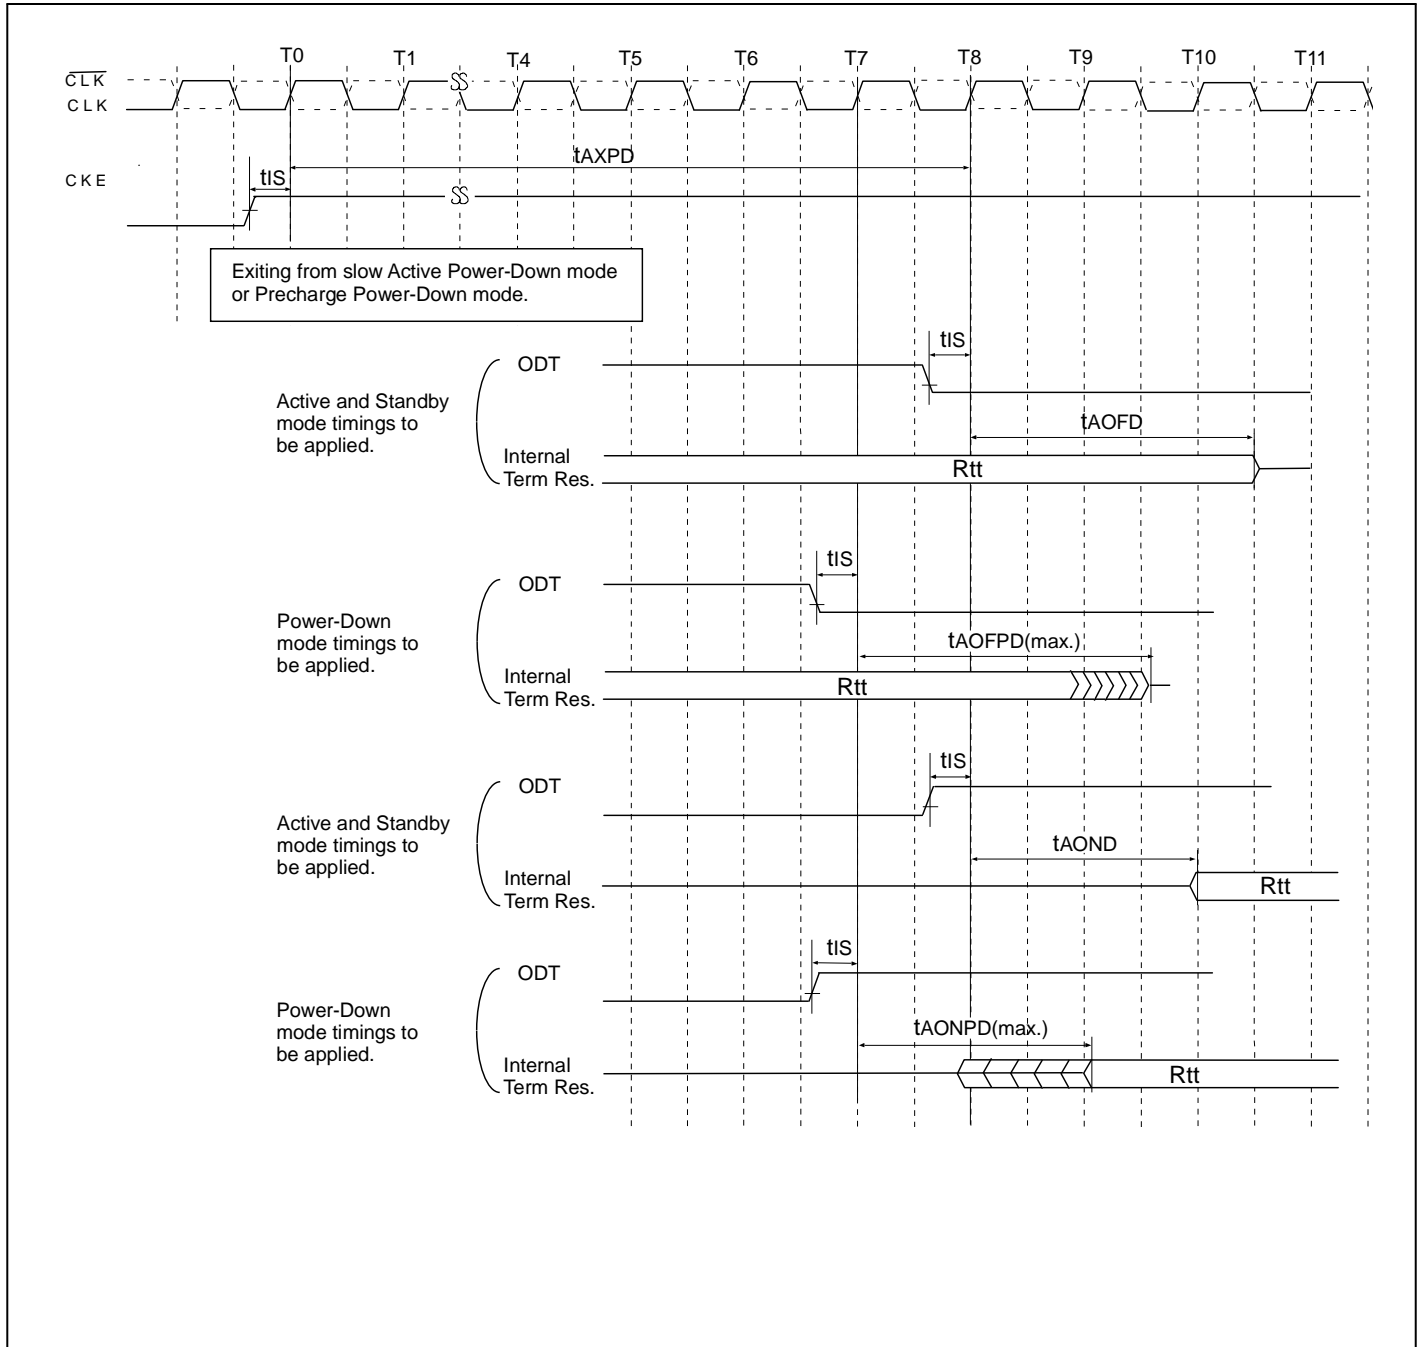 T0 T1 T4 T5 T6 T7 T8 T9 T10 T11
CLK
CLK
tAXPD
CKE
tIS
Exiting from slow Active Power-Down mode
or Precharge Power-Down mode.
tIS
ODT
Active and Standby
mode timings to
be applied.
tAOFD
Internal
Term Res.
Rtt
tIS
ODT
Power-Down
mode timings to
be applied.
tAOFPD(max.)
Internal
Term Res.
Rtt
tIS
ODT
Active and Standby
mode timings to
be applied.
tAOND
Internal
Term Res.
Rtt
tIS
ODT
Power-Down
mode timings to
be applied.
tAONPD(max.)
Internal
Term Res.
Rtt